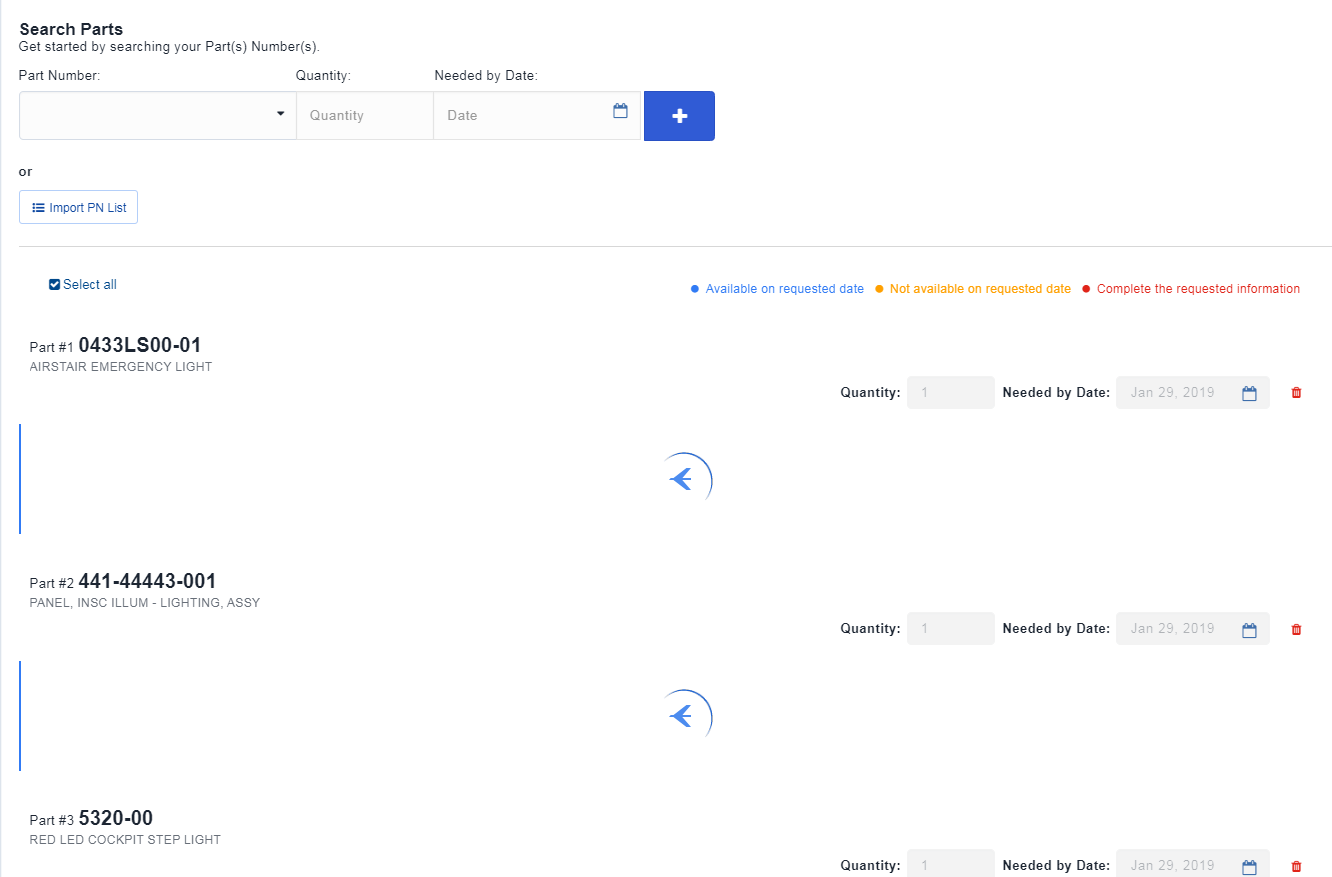 Search Parts
Get started by searching your Part(s) Number(s).
Part Number: Quantity: Needed by Date:
Quantity Date
or
Import PN List
Select all
Available on requested date Not available on requested date Complete the requested information
Part #1 0433LS00-01
AIRSTAIR EMERGENCY LIGHT
Quantity: 1 Needed by Date: Jan 29, 2019
Part #2 441-44443-001
PANEL, INSC ILLUM - LIGHTING, ASSY
Quantity: 1 Needed by Date: Jan 29, 2019
Part #3 5320-00
RED LED COCKPIT STEP LIGHT
Quantity: 1 Needed by Date: Jan 29, 2019